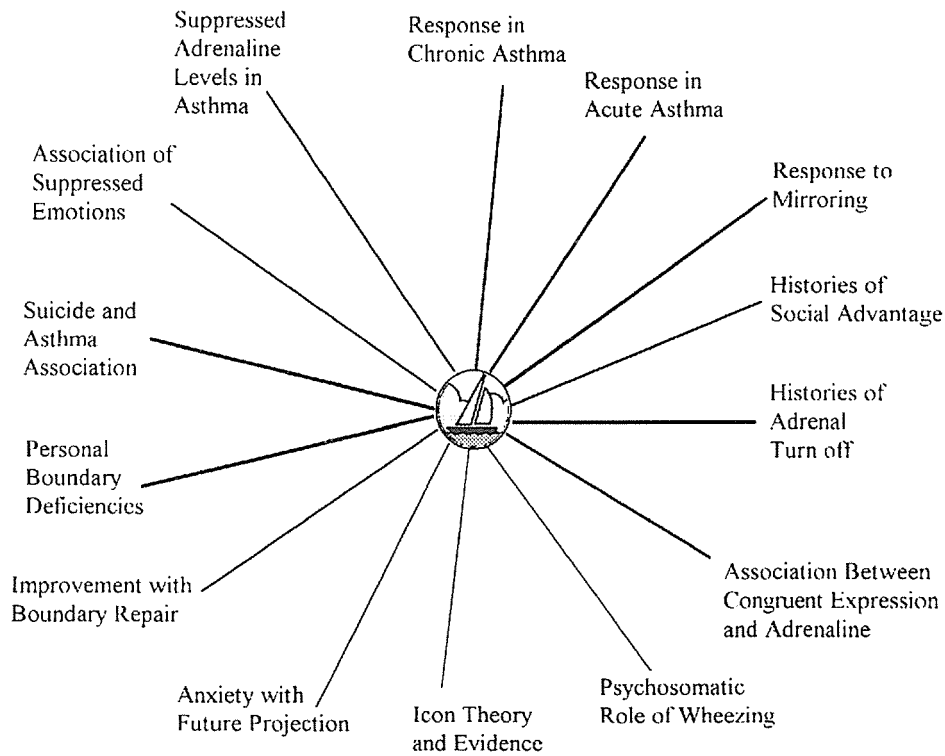 Suppressed
Adrenaline
Levels in
Asthma
Response in
Chronic Asthma
Response in
Acute Asthma
Response to
Mirroring
Histories of
Social Advantage
Histories of
Adrenal
Turn off
Association Between
Congruent Expression
and Adrenaline
Psychosomatic
Role of Wheezing
Icon Theory
and Evidence
Anxiety with
Future Projection
Improvement with
Boundary Repair
Personal
Boundary
Deficiencies
Suicide and
Asthma
Association
Association of
Suppressed
Emotions